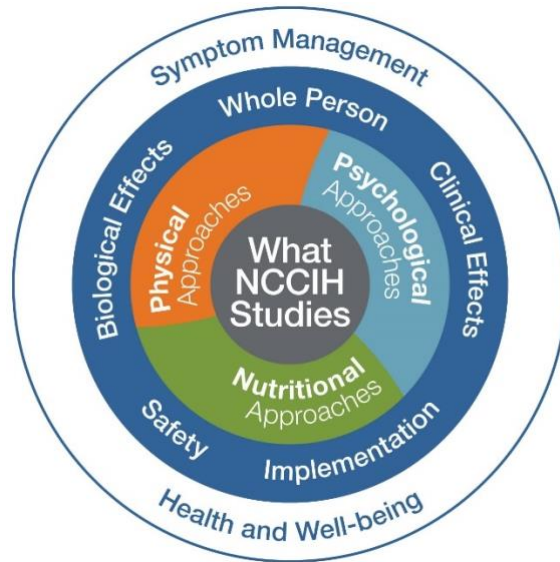 Symptom Management
Whole Person
Biological Effects
Clinical Effects
Physical
Approaches
Psychological
Approaches
What
NCCIH
Studies
Nutritional
Approaches
Safety
Implementation
Health and Well-being